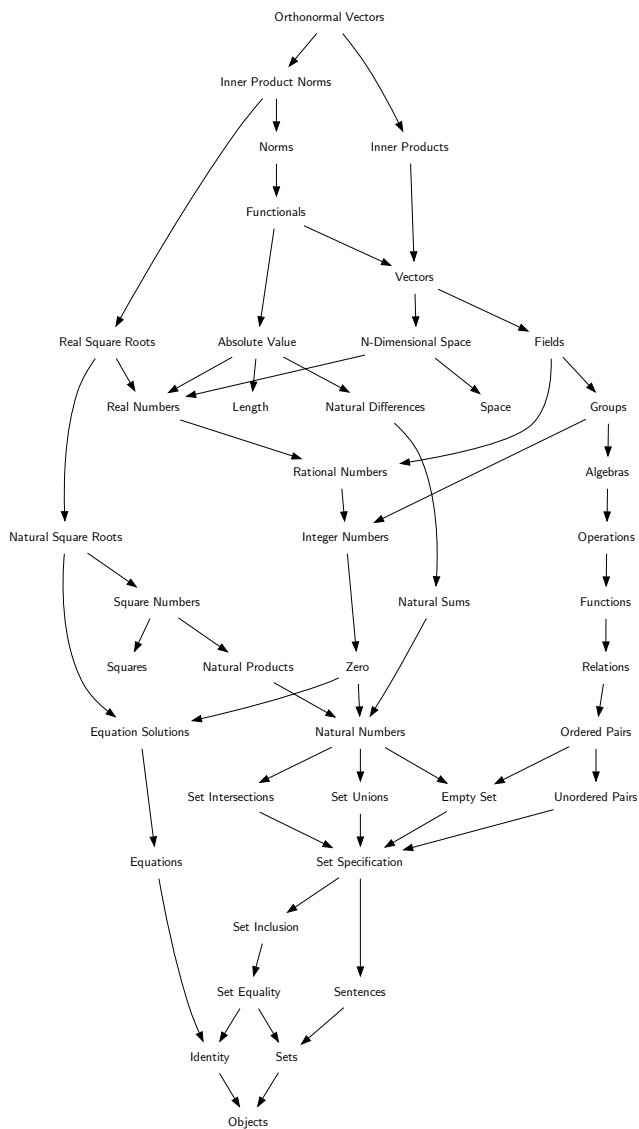 Orthonormal Vectors
Inner Product Norms
Norms
Inner Products
Functionals
Vectors
Real Square Roots
Absolute Value
N-Dimensional Space
Fields
Real Numbers
Length
Natural Differences
Space
Groups
Rational Numbers
Algebras
Natural Square Roots
Integer Numbers
Operations
Square Numbers
Natural Sums
Functions
Squares
Natural Products
Zero
Relations
Equation Solutions
Natural Numbers
Ordered Pairs
Set Intersections
Set Unions
Empty Set
Unordered Pairs
Equations
Set Specification
Set Inclusion
Set Equality
Sentences
Identity
Sets
Objects